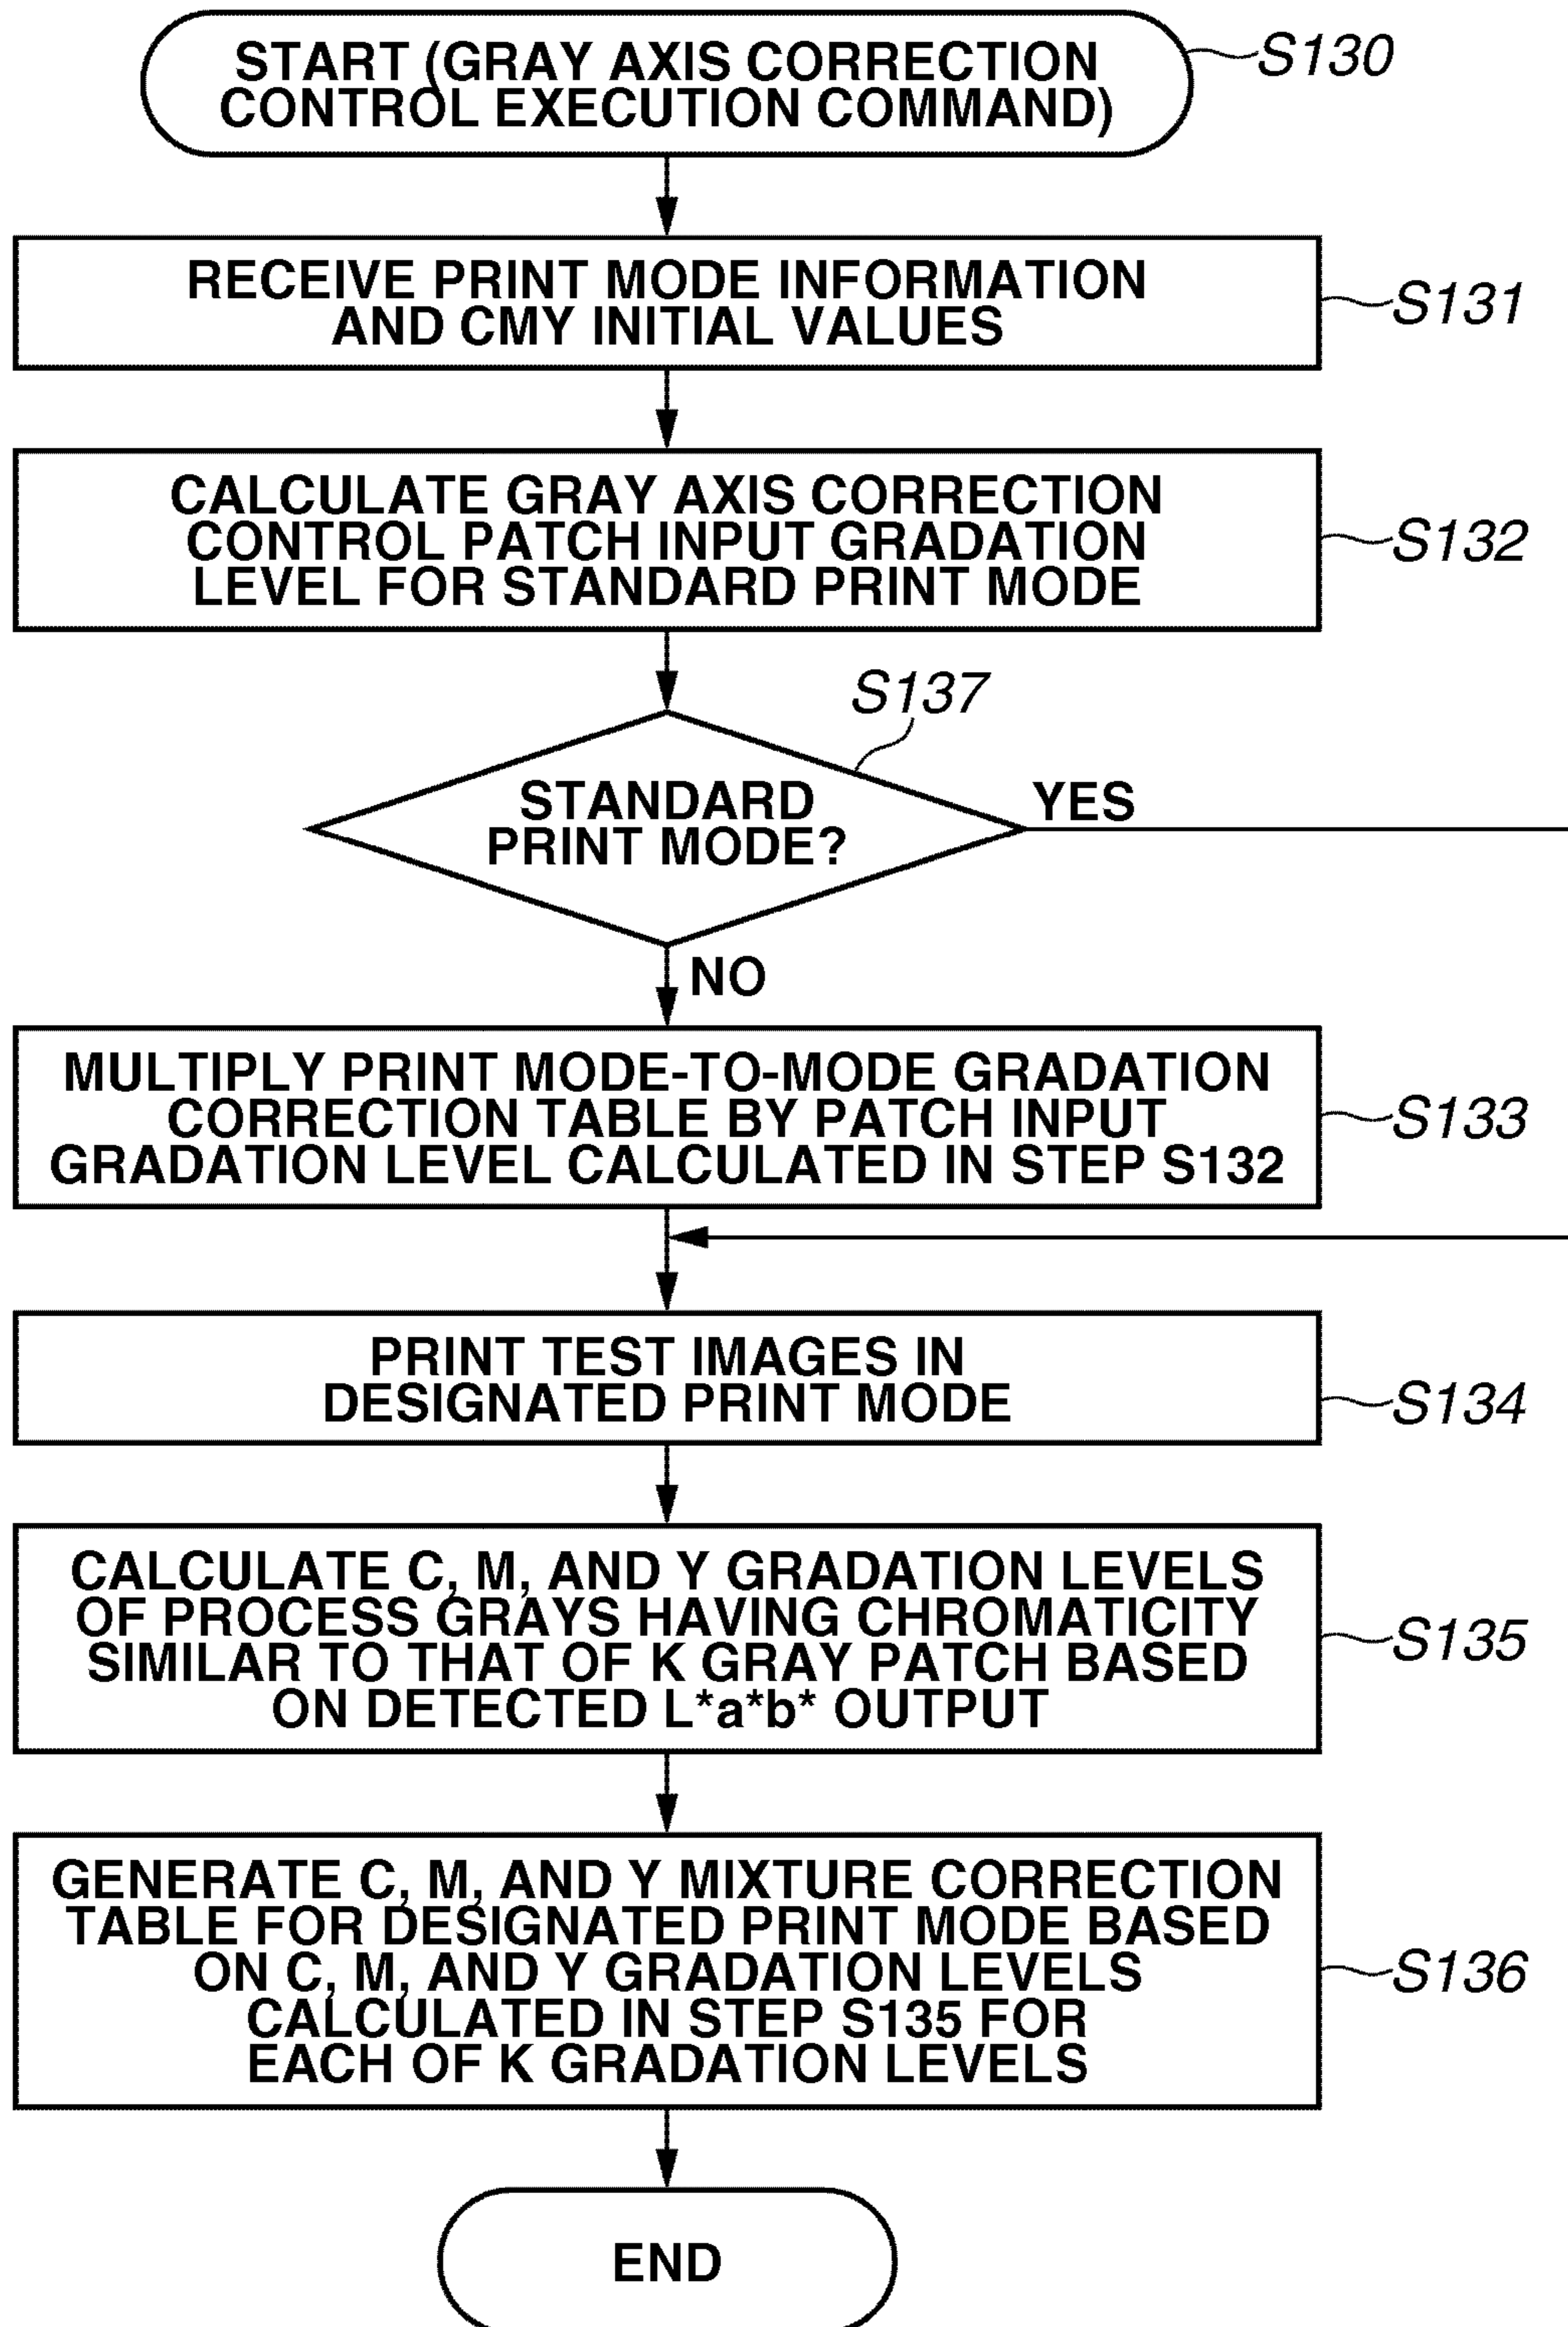 START (GRAY AXIS CORRECTION
CONTROL EXECUTION COMMAND)
S130
RECEIVE PRINT MODE INFORMATION
AND CMY INITIAL VALUES
S131
CALCULATE GRAY AXIS CORRECTION
CONTROL PATCH INPUT GRADATION
LEVEL FOR STANDARD PRINT MODE
S132
S137
STANDARD
PRINT MODE?
YES
NO
MULTIPLY PRINT MODE-TO-MODE GRADATION
CORRECTION TABLE BY PATCH INPUT
GRADATION LEVEL CALCULATED IN STEP S132
S133
PRINT TEST IMAGES IN
DESIGNATED PRINT MODE
S134
CALCULATE C, M, AND Y GRADATION LEVELS
OF PROCESS GRAYS HAVING CHROMATICITY
SIMILAR TO THAT OF K GRAY PATCH BASED
ON DETECTED L*a*b* OUTPUT
S135
GENERATE C, M, AND Y MIXTURE CORRECTION
TABLE FOR DESIGNATED PRINT MODE BASED
ON C, M, AND Y GRADATION LEVELS
CALCULATED IN STEP S135 FOR
EACH OF K GRADATION LEVELS
S136
END